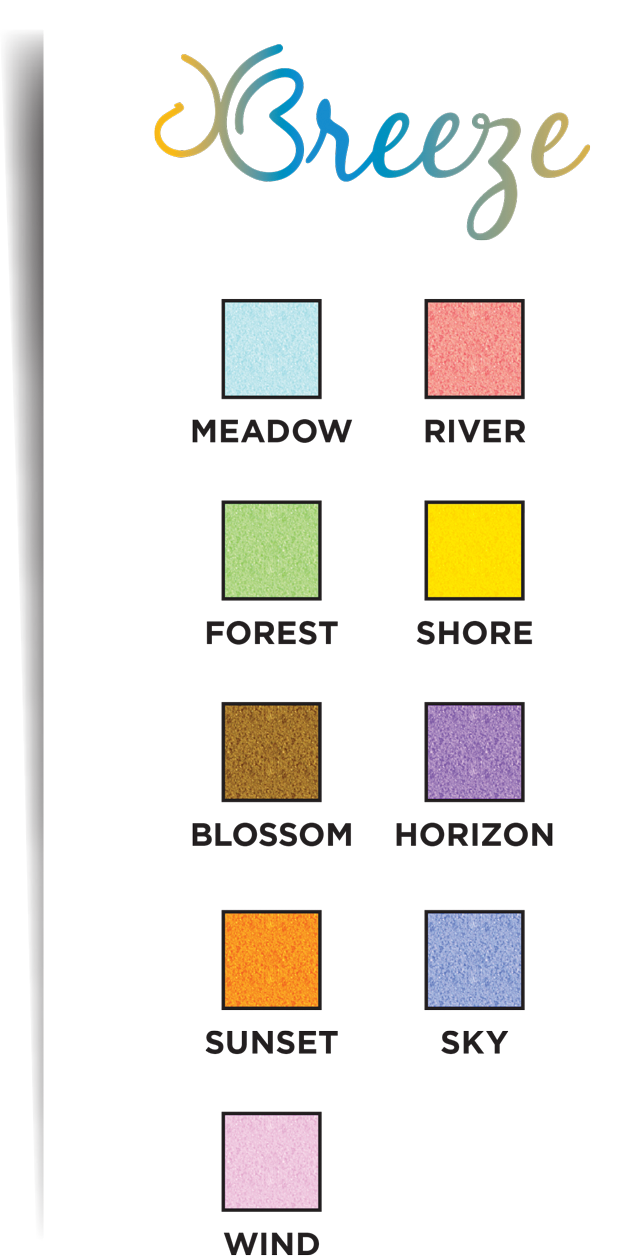 Breeze
MEADOW RIVER
FOREST SHORE
BLOSSOM HORIZON
SUNSET SKY
WIND